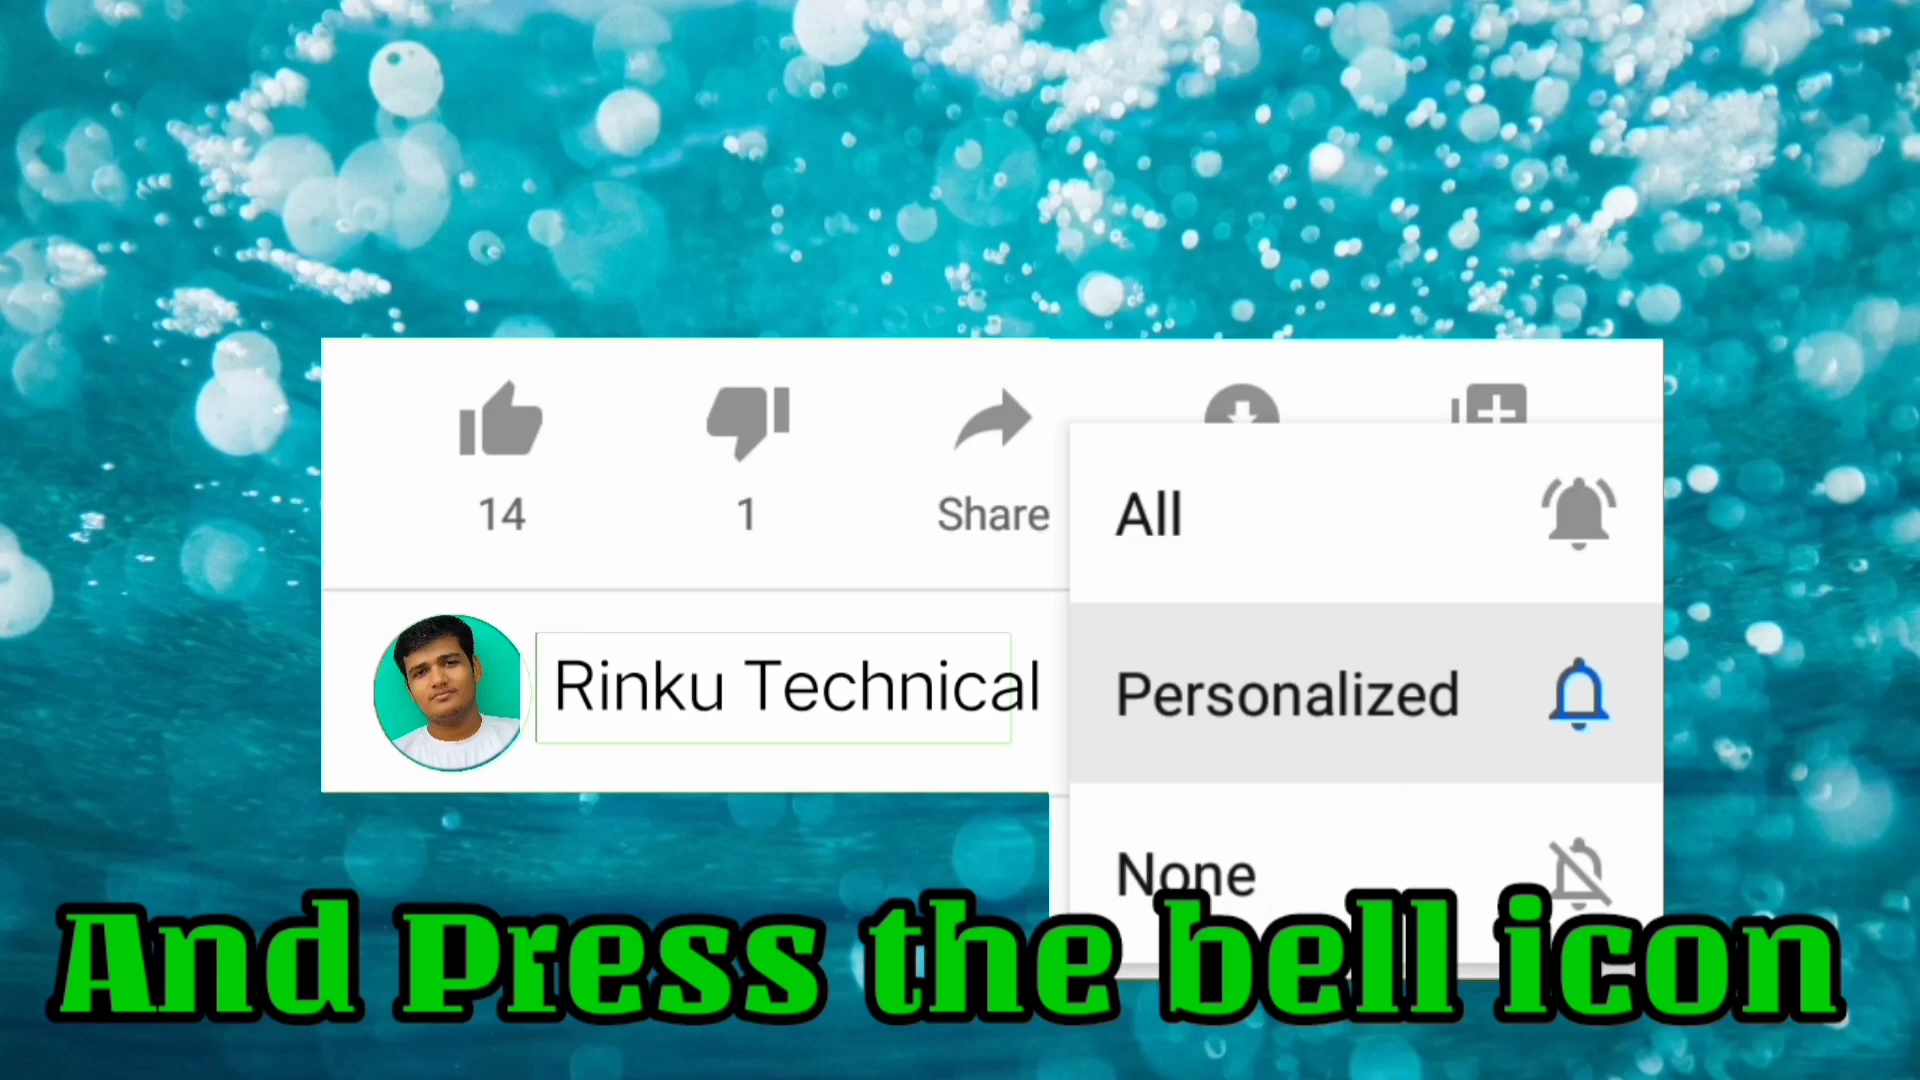 14
1
Share
All
Rinku Technical
Personalized
None
And Press the bell icon